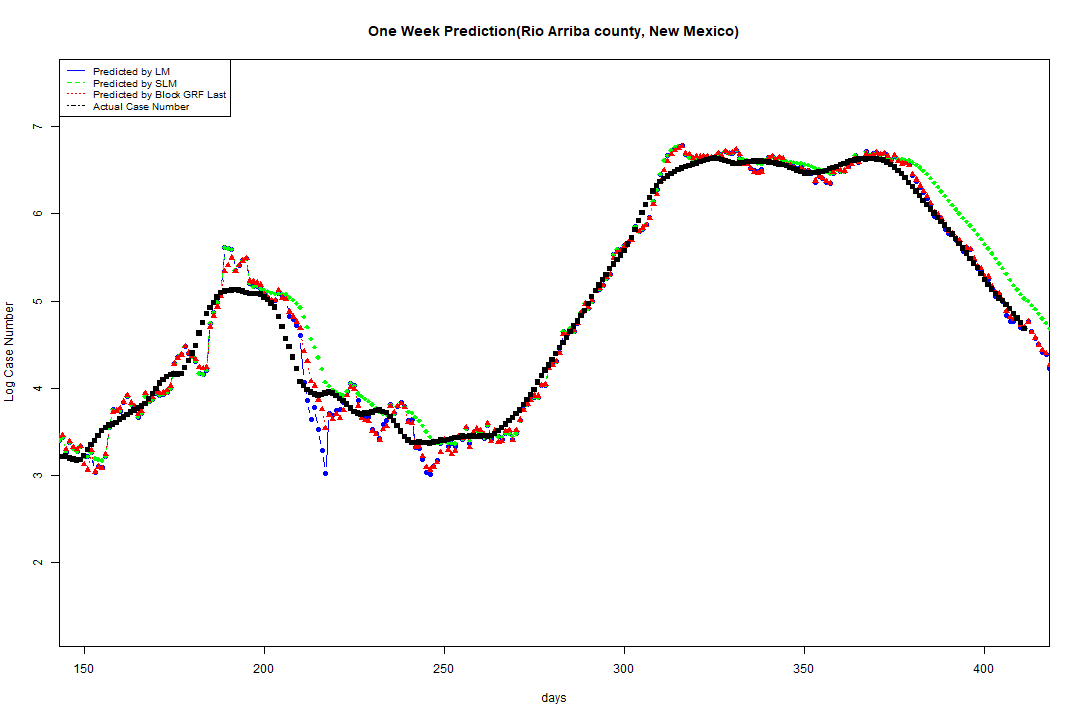 One Week Prediction(Rio Arriba county, New Mexico)
Predicted by LM
Predicted by SLM
Predicted by Block GRF Last
Actual Case Number
7
6
5
4
3
2
Log Case Number
150 200 250 300 350 400
days